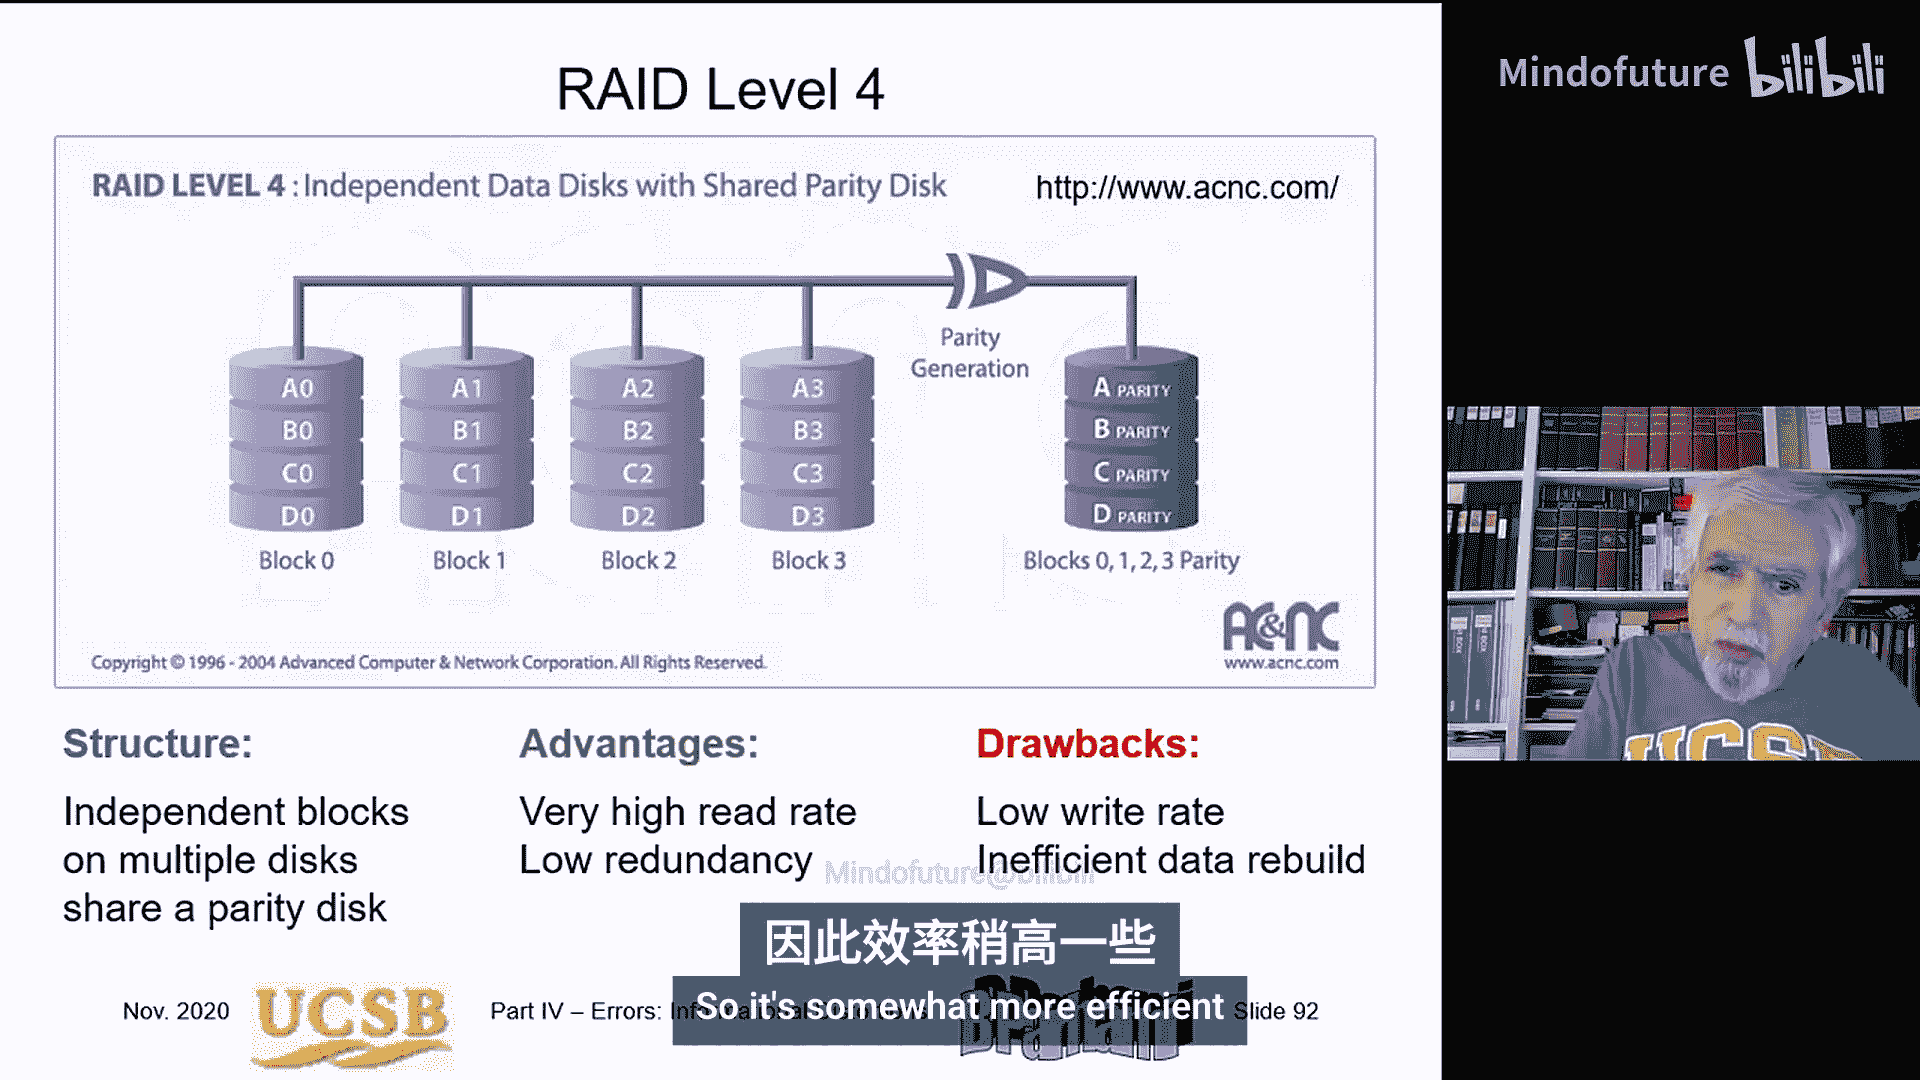 RAID Level 4
Mindofuture bilibili
RAID LEVEL 4 : Independent Data Disks with Shared Parity Disk
http://www.acnc.com/
Parity
Generation
A0 A1 A2 A3 A PARITY
B0 B1 B2 B3 B PARITY
C0 C1 C2 C3 C PARITY
D0 D1 D2 D3 D PARITY
Block 0 Block 1 Block 2 Block 3 Blocks 0, 1, 2, 3 Parity
AC&NC
www.acnc.com
Copyright © 1996 - 2004 Advanced Computer & Network Corporation. All Rights Reserved.
Structure:
Independent blocks
on multiple disks
share a parity disk
Advantages:
Very high read rate
Low redundancy
Drawbacks:
Low write rate
Inefficient data rebuild
Mindofuture@bilibili
因此效率稍高一些
So it's somewhat more efficient
Nov. 2020
UCSB
Part IV – Errors:
Slide 92
UCSB